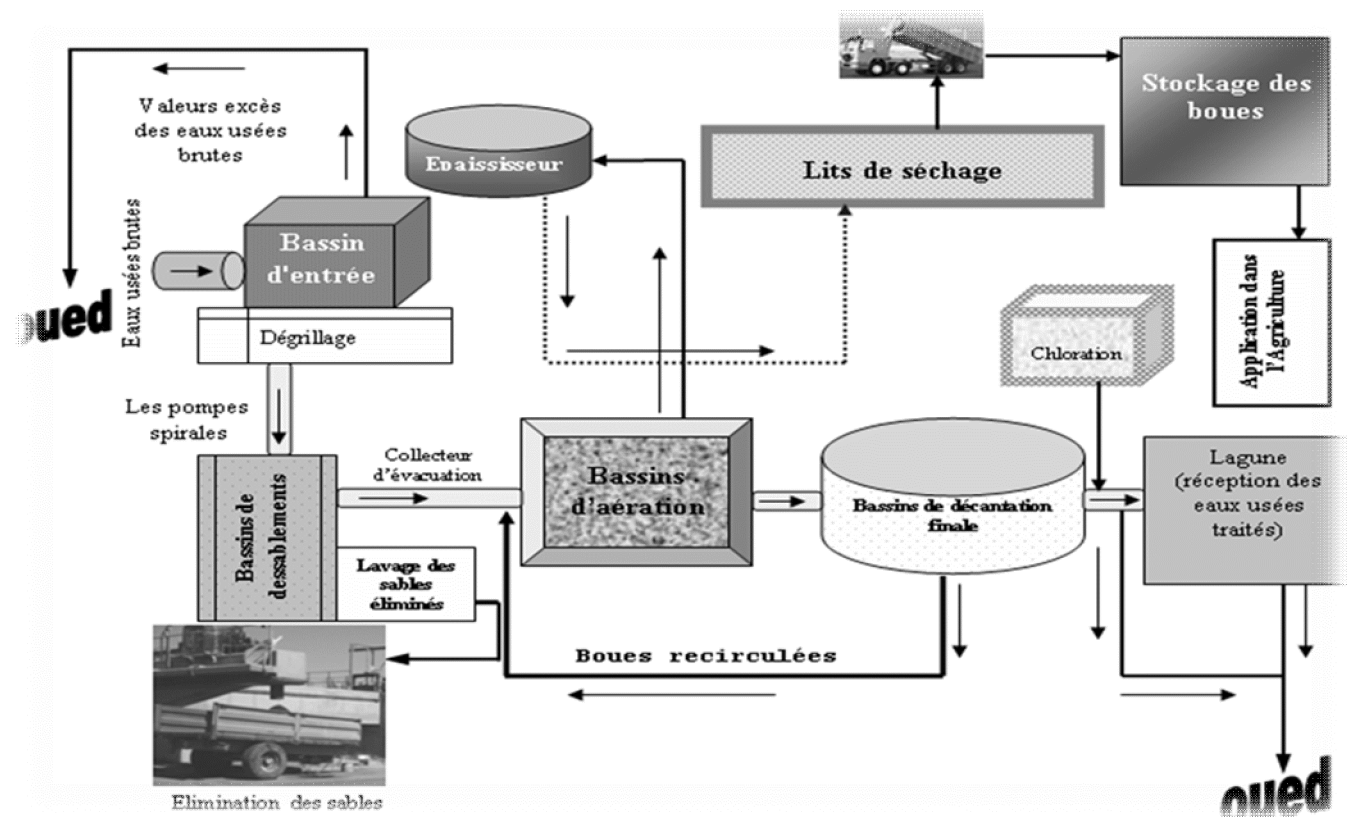 Valeurs excès
des eaux usées
brutes
oued
Eaux usées brutes
Bassin
d'entrée
Dégrillage
Les pompes
spirales
Bassins de
dessablements
Lavage des
sables
éliminés
Elimination des sables
Collecteur
d'évacuation
Epaississeur
Bassins
d'aération
Boues recirculées
Lits de séchage
Stockage des
boues
Application dans
l'Agriculture
Chloration
Bassins de décantation
finale
Lagune
(réception des
eaux usées
traités)
oued